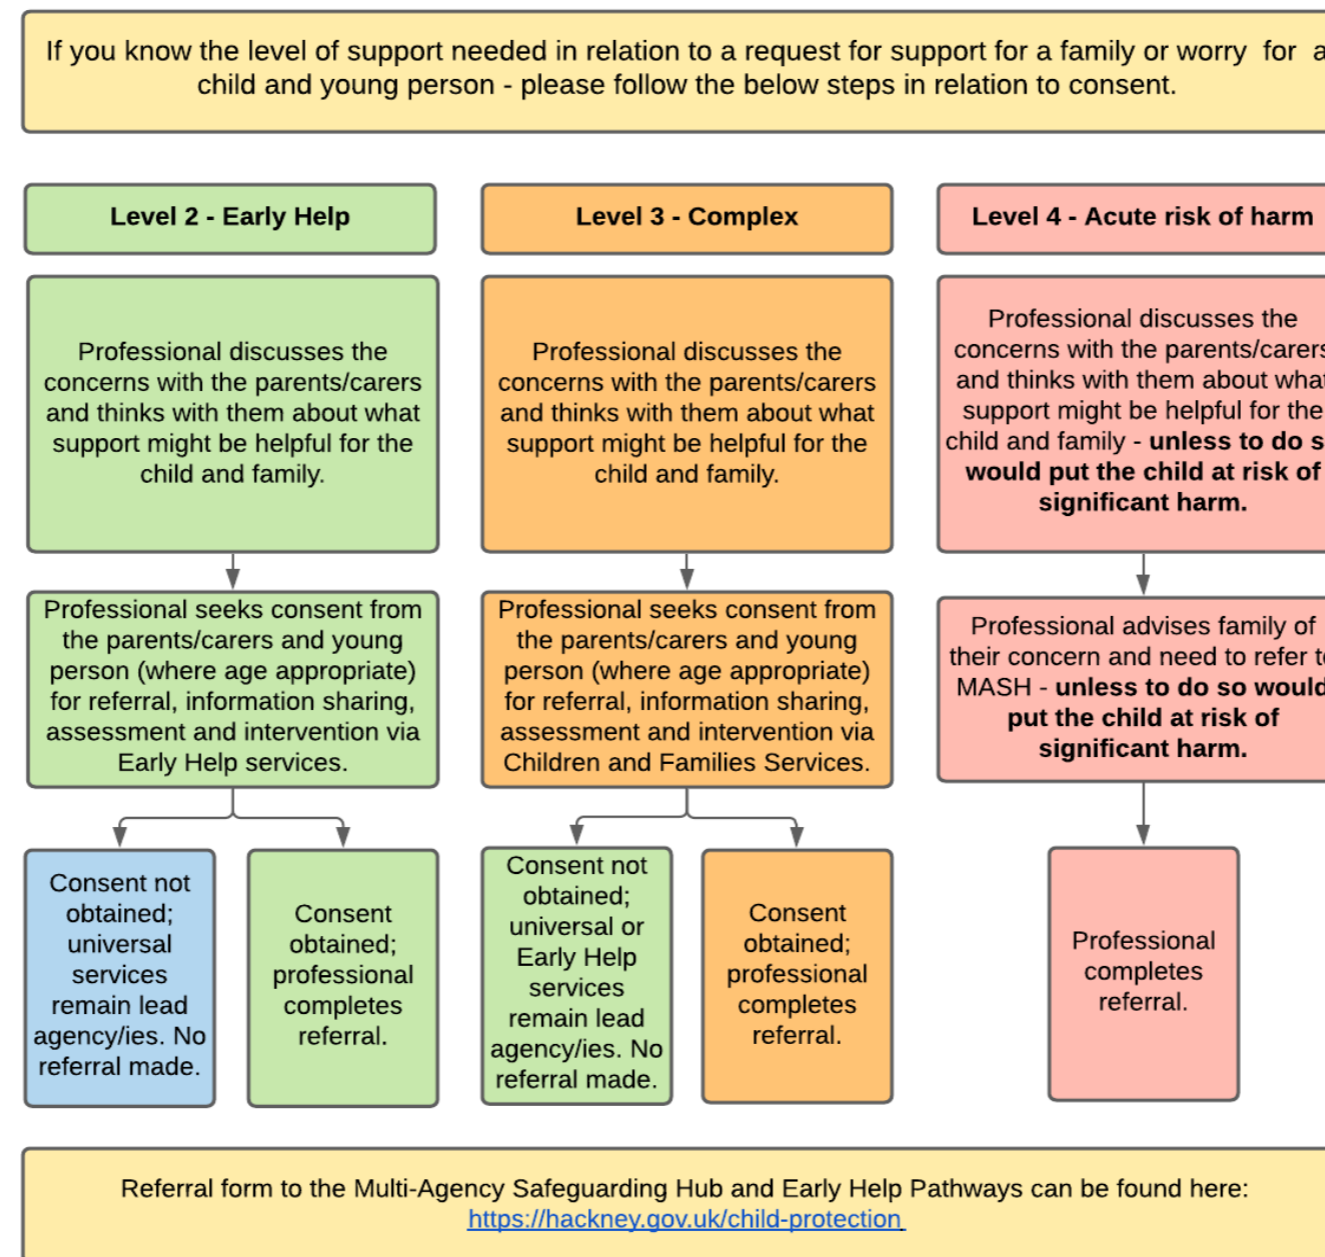 If you know the level of support needed in relation to a request for support for a family or worry  for  a
child and young person - please follow the below steps in relation to consent.
Level 2 - Early Help
Level 3 - Complex
Level 4 - Acute risk of harm
Professional discusses the
concerns with the parents/carers
and thinks with them about what
support might be helpful for the
child and family.
Professional discusses the
concerns with the parents/carers
and thinks with them about what
support might be helpful for the
child and family.
Professional discusses the
concerns with the parents/carers
and thinks with them about what
support might be helpful for the
child and family - unless to do s
would put the child at risk of
significant harm.
Professional seeks consent from
the parents/carers and young
person (where age appropriate)
for referral, information sharing,
assessment and intervention via
Early Help services.
Professional seeks consent from
the parents/carers and young
person (where age appropriate)
for referral, information sharing,
assessment and intervention via
Children and Families Services.
Professional advises family of
their concern and need to refer to
MASH - unless to do so would
put the child at risk of
significant harm.
Consent not
obtained;
universal
services
remain lead
agency/ies. No
referral made.
Consent
obtained;
professional
completes
referral.
Consent not
obtained;
universal or
Early Help
services
remain lead
agency/ies. No
referral made.
Consent
obtained;
professional
completes
referral.
Professional
completes
referral.
Referral form to the Multi-Agency Safeguarding Hub and Early Help Pathways can be found here:
https://hackney.gov.uk/child-protection